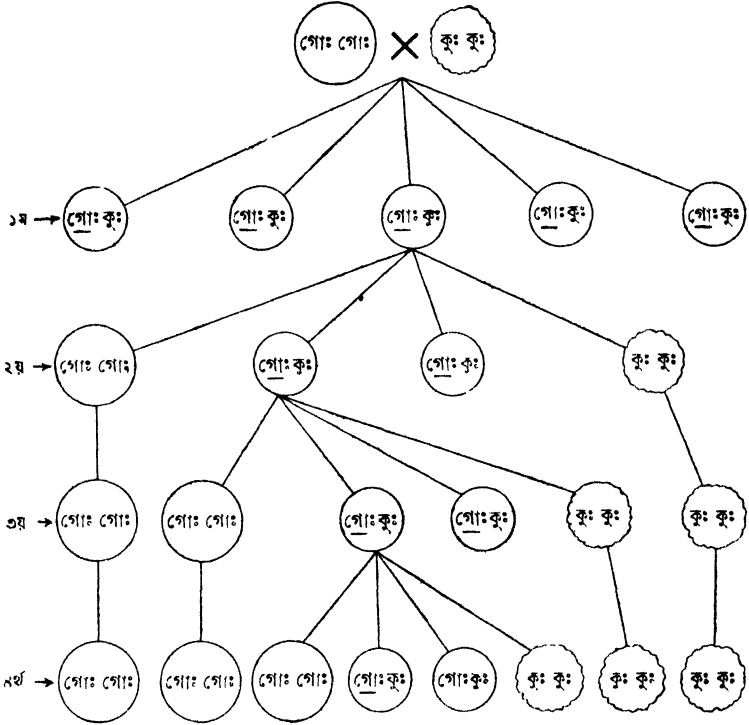 গোঃ গোঃ × কুঃ কুঃ
১ম → গোঃ কুঃ গোঃ কুঃ গোঃ কুঃ গোঃ কুঃ গোঃ কুঃ
২য় → গোঃ গোঃ গোঃ কুঃ গোঃ কুঃ কুঃ কুঃ
৩য় → গোঃ গোঃ গোঃ গোঃ গোঃ কুঃ গোঃ কুঃ কুঃ কুঃ কুঃ কুঃ
৪র্থ → গোঃ গোঃ গোঃ গোঃ গোঃ গোঃ গোঃ কুঃ গোঃ কুঃ কুঃ কুঃ কুঃ কুঃ কুঃ কুঃ